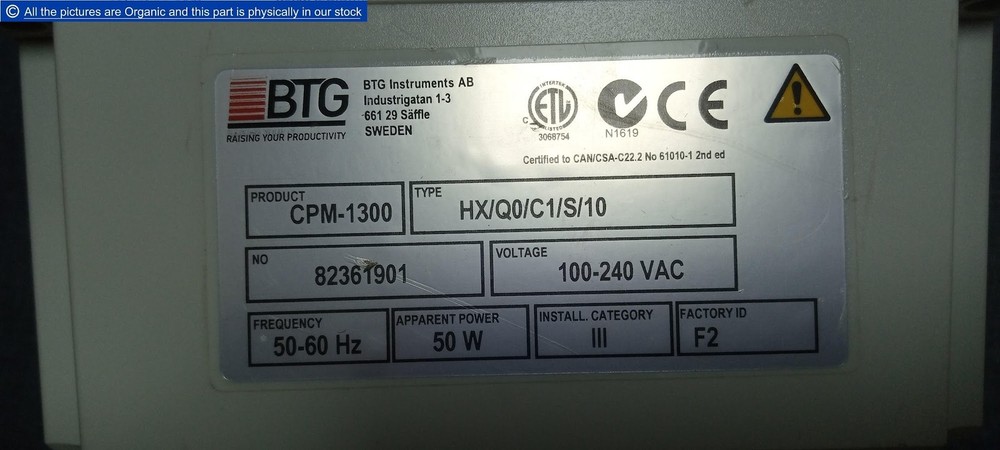 © All the pictures are Organic and this part is physically in our stock
BTG
RAISING YOUR PRODUCTIVITY
BTG Instruments AB
Industrigatan 1-3
661 29 Säffle
SWEDEN
INTERTEK
ETL
C
LISTED
3068754
N1619
CE
Certified to CAN/CSA-C22.2 No 61010-1 2nd ed
PRODUCT
CPM-1300
TYPE
HX/Q0/C1/S/10
NO
82361901
VOLTAGE
100-240 VAC
FREQUENCY
50-60 Hz
APPARENT POWER
50 W
INSTALL. CATEGORY
III
FACTORY ID
F2